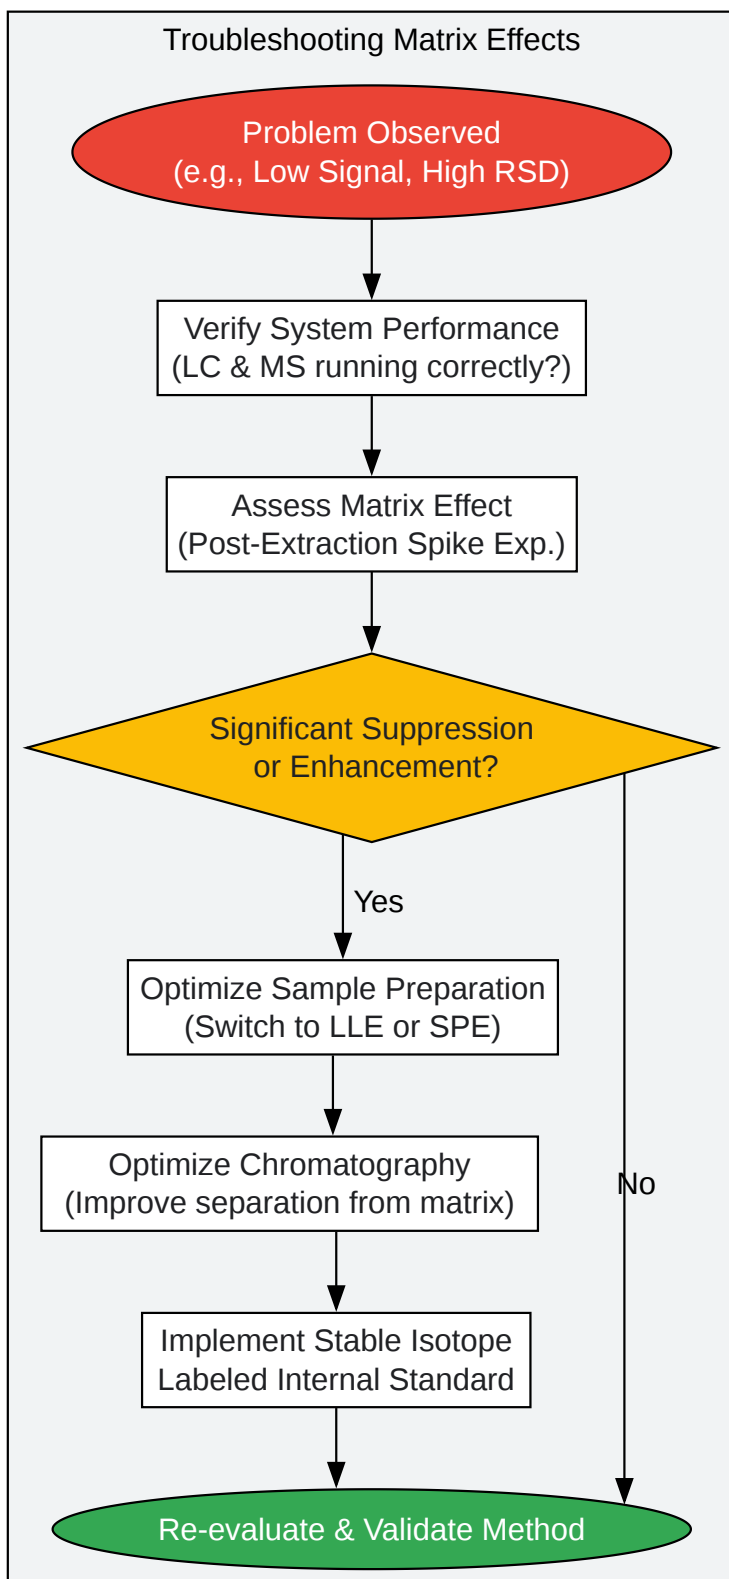 Troubleshooting Matrix Effects
Problem Observed
(e.g., Low Signal, High RSD)
Verify System Performance
(LC & MS running correctly?)
Assess Matrix Effect
(Post-Extraction Spike Exp.)
Significant Suppression
or Enhancement?
Yes
Optimize Sample Preparation
(Switch to LLE or SPE)
Optimize Chromatography
(Improve separation from matrix)
No
Implement Stable Isotope
Labeled Internal Standard
Re-evaluate & Validate Method